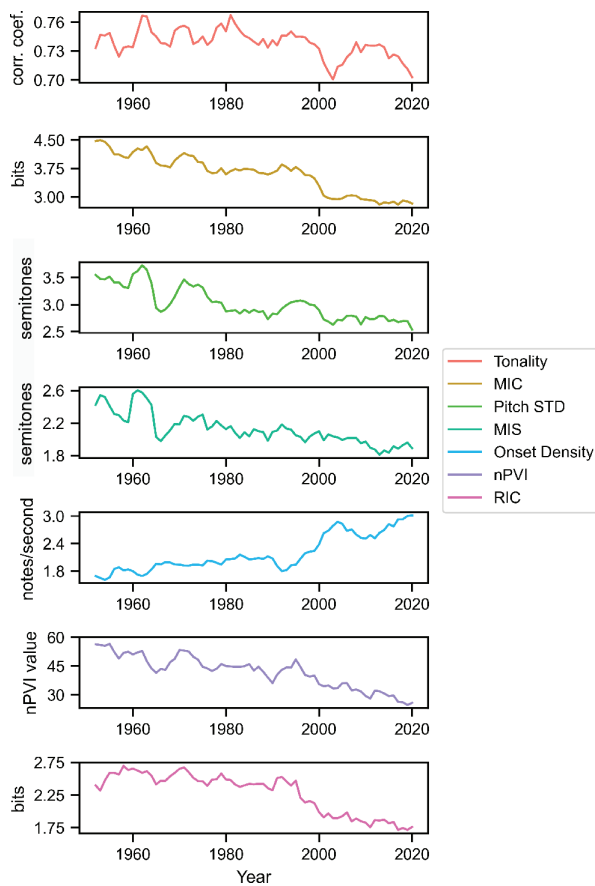 corr. coef.
0.76
0.73
0.70
1960 1980 2000 2020
bits
4.50
3.75
3.00
1960 1980 2000 2020
semitones
3.5
3.0
2.5
1960 1980 2000 2020
semitones
2.6
2.2
1.8
1960 1980 2000 2020
notes/second
3.0
2.4
1.8
1960 1980 2000 2020
nPVI value
60
45
30
1960 1980 2000 2020
bits
2.75
2.25
1.75
1960 1980 2000 2020
Year
Tonality
MIC
Pitch STD
MIS
Onset Density
nPVI
RIC